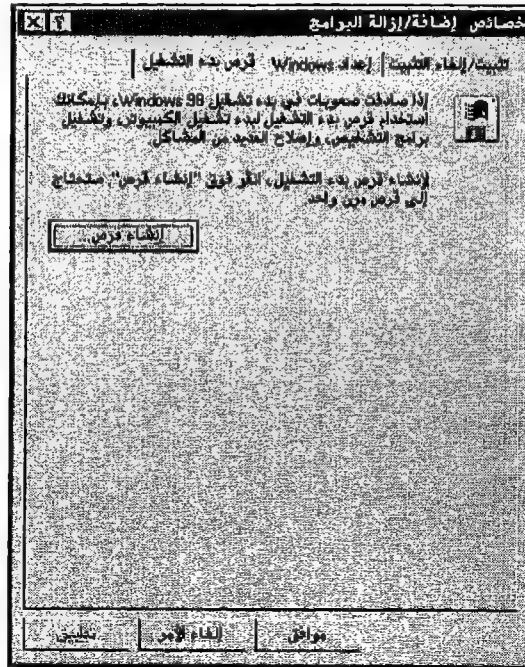 خصائص إضافة/إزالة البرامج
تثبيت/إلغاء التثبيت
إعداد Windows
قرص بدء التشغيل
إذا صادفت صعوبات في بدء تشغيل Windows 98، بإمكانك
استخدام قرص بدء التشغيل لبدء تشغيل الكمبيوتر، وتشغيل
برامج التشخيص، وإصلاح العديد من المشاكل.
لإنشاء قرص بدء التشغيل، انقر فوق "إنشاء قرص". ستحتاج
إلى قرص مرن واحد.
إنشاء قرص...
موافق
إلغاء الأمر
تطبيق